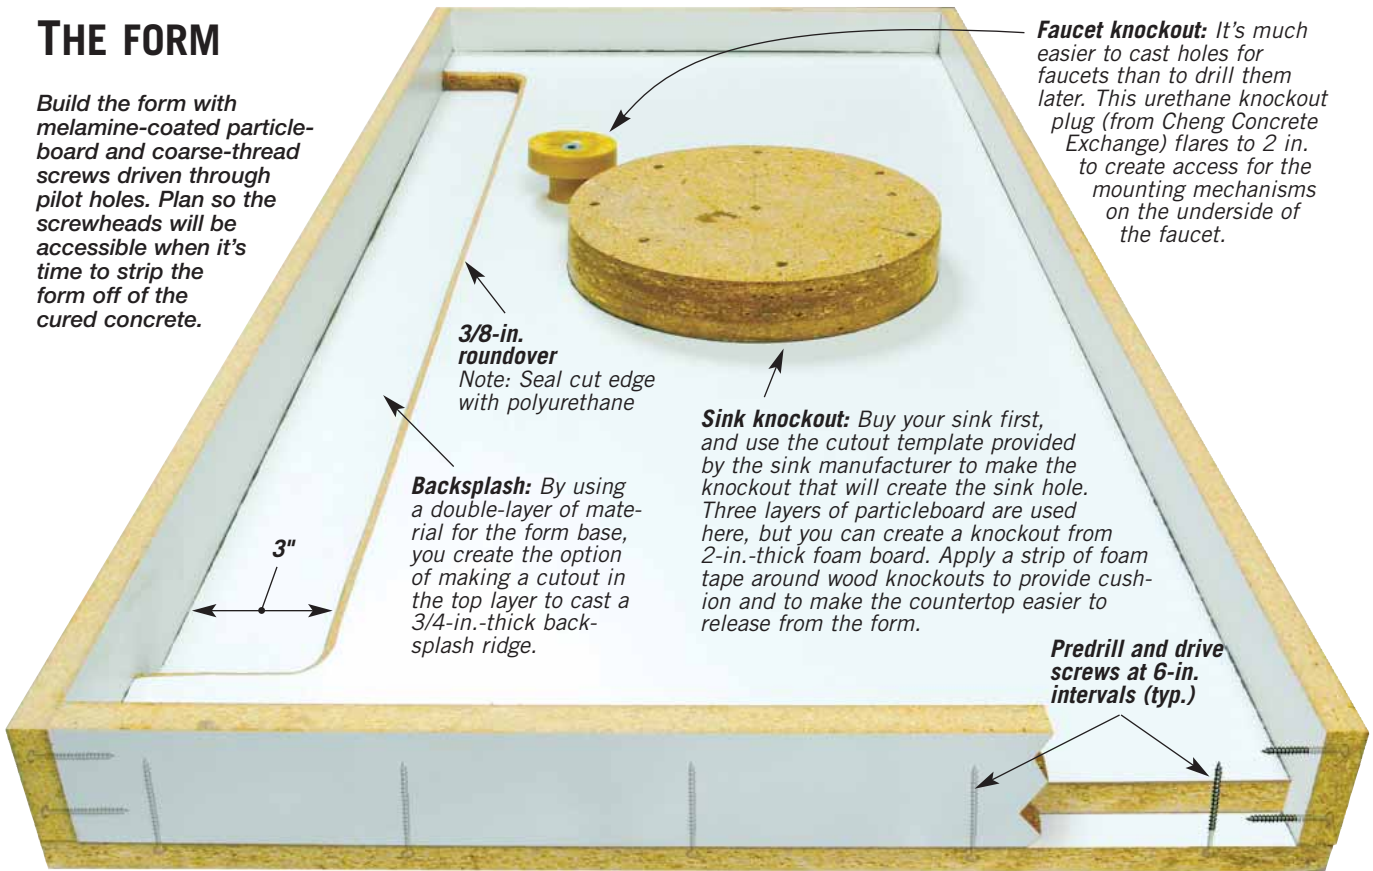 THE FORM
Build the form with
melamine-coated particle-
board and coarse-thread
screws driven through
pilot holes. Plan so the
screwheads will be
accessible when it's
time to strip the
form off of the
cured concrete.
Faucet knockout: It's much
easier to cast holes for
faucets than to drill them
later. This urethane knockout
plug (from Cheng Concrete
Exchange) flares to 2 in.
to create access for the
mounting mechanisms
on the underside of
the faucet.
3/8-in.
roundover
Note: Seal cut edge
with polyurethane
Sink knockout: Buy your sink first,
and use the cutout template provided
by the sink manufacturer to make the
knockout that will create the sink hole.
Three layers of particleboard are used
here, but you can create a knockout from
2-in.-thick foam board. Apply a strip of foam
tape around wood knockouts to provide cush-
ion and to make the countertop easier to
release from the form.
Backsplash: By using
a double-layer of mate-
rial for the form base,
you create the option
of making a cutout in
the top layer to cast a
3/4-in.-thick back-
splash ridge.
3"
Predrill and drive
screws at 6-in.
intervals (typ.)